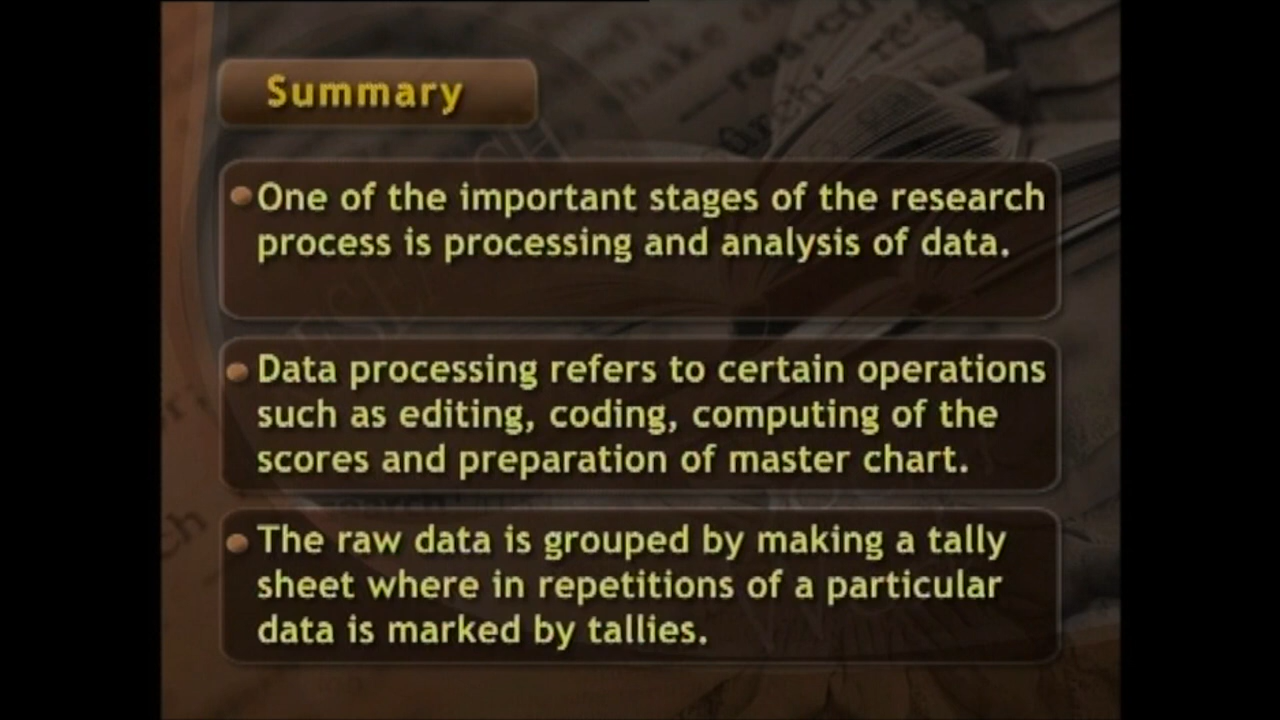 Summary
One of the important stages of the research
process is processing and analysis of data.
Data processing refers to certain operations
such as editing, coding, computing of the
scores and preparation of master chart.
The raw data is grouped by making a tally
sheet where in repetitions of a particular
data is marked by tallies.